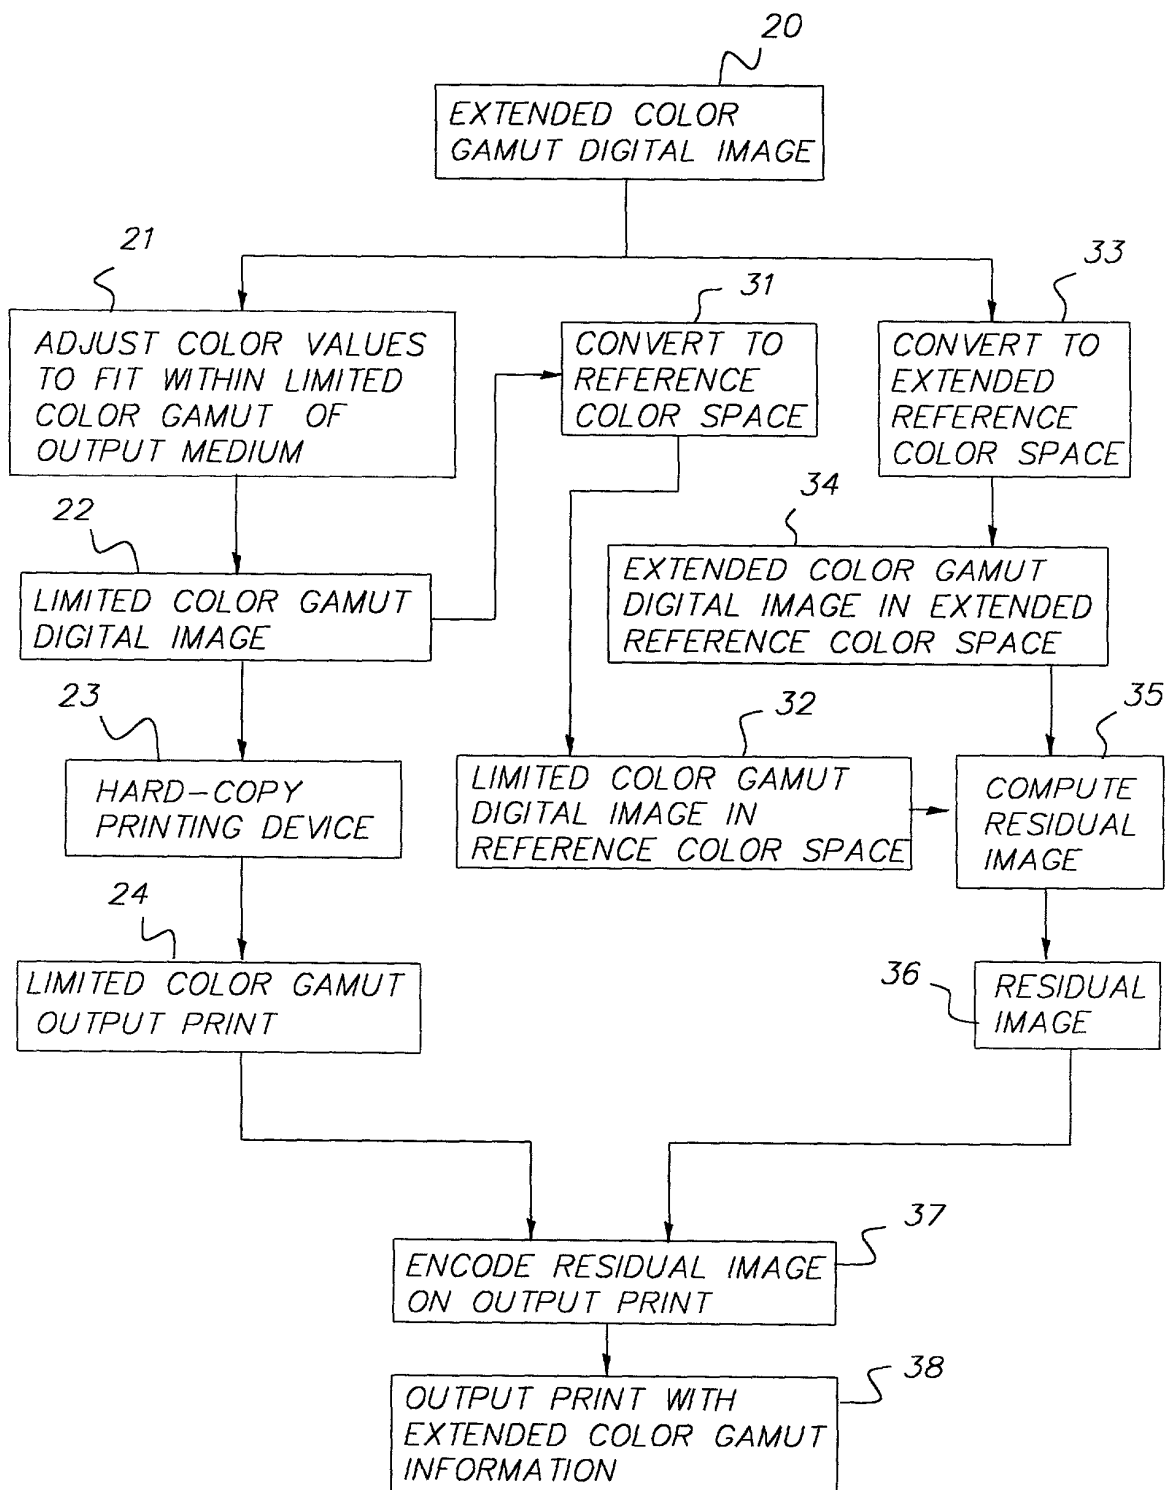 20
EXTENDED COLOR
GAMUT DIGITAL IMAGE
21
ADJUST COLOR VALUES
TO FIT WITHIN LIMITED
COLOR GAMUT OF
OUTPUT MEDIUM
31
CONVERT TO
REFERENCE
COLOR SPACE
33
CONVERT TO
EXTENDED
REFERENCE
COLOR SPACE
22
LIMITED COLOR GAMUT
DIGITAL IMAGE
34
EXTENDED COLOR GAMUT
DIGITAL IMAGE IN EXTENDED
REFERENCE COLOR SPACE
23
HARD-COPY
PRINTING DEVICE
32
LIMITED COLOR GAMUT
DIGITAL IMAGE IN
REFERENCE COLOR SPACE
35
COMPUTE
RESIDUAL
IMAGE
24
LIMITED COLOR GAMUT
OUTPUT PRINT
36
RESIDUAL
IMAGE
37
ENCODE RESIDUAL IMAGE
ON OUTPUT PRINT
38
OUTPUT PRINT WITH
EXTENDED COLOR GAMUT
INFORMATION